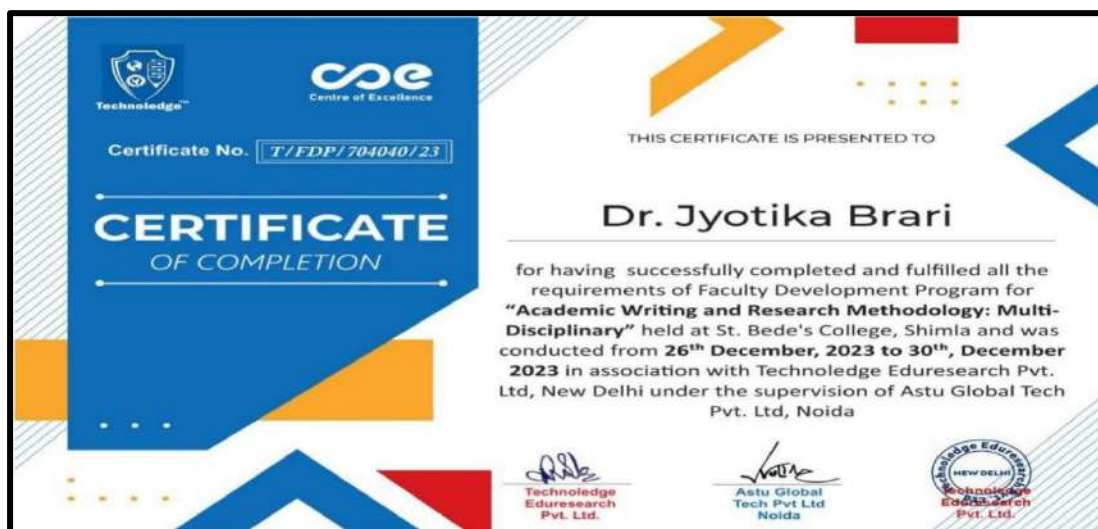 Technoledge™
coe
Centre of Excellence
Certificate No. T/FDP/704040/23
CERTIFICATE
OF COMPLETION
THIS CERTIFICATE IS PRESENTED TO
Dr. Jyotika Brari
for having successfully completed and fulfilled all the
requirements of Faculty Development Program for
“Academic Writing and Research Methodology: Multi-
Disciplinary” held at St. Bede's College, Shimla and was
conducted from 26th December, 2023 to 30th, December
2023 in association with Technoledge Eduresearch Pvt.
Ltd, New Delhi under the supervision of Astu Global Tech
Pvt. Ltd, Noida
Technoledge
Eduresearch
Pvt. Ltd.
Astu Global
Tech Pvt Ltd
Noida
Technoledge Eduresearch
NEW DELHI
Technoledge
Eduresearch
Pvt. Ltd.